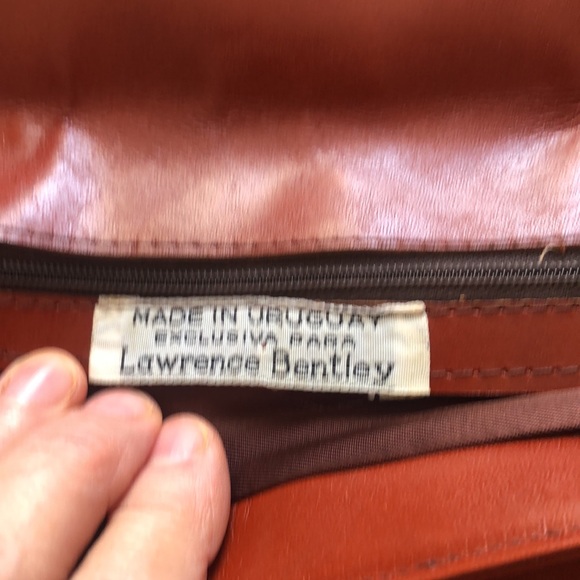 MADE IN URUGUAY
EXCLUSIVA PARA
Lawrence Bentley